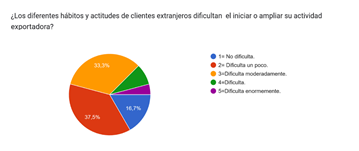 ¿Los diferentes hábitos y actitudes de clientes extranjeros dificultan el iniciar o ampliar su actividad
exportadora?
1= No dificulta.
2= Dificulta un poco.
3=Dificulta moderadamente.
4=Dificulta.
5=Dificulta enormemente.
33,3%
16,7%
37,5%